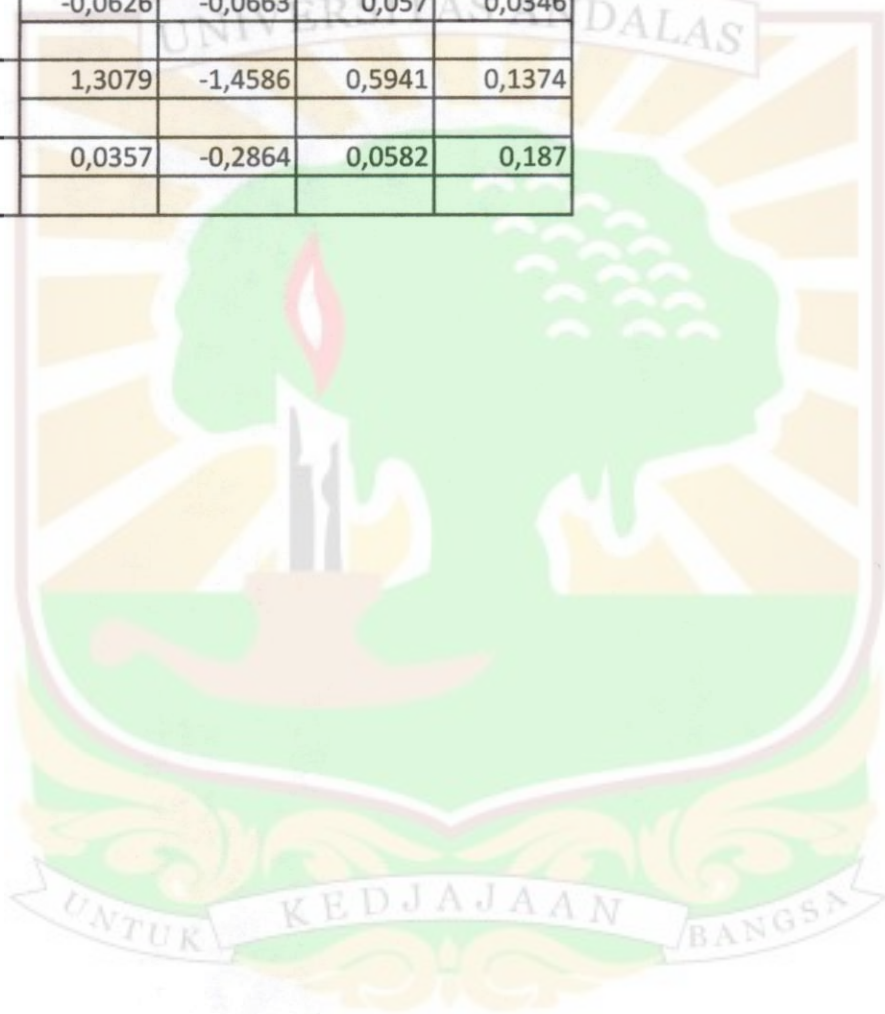 -0,0626 -0,0663 0,057 0,0346
UNIVERSITAS ANDALAS
1,3079 -1,4586 0,5941 0,1374
0,0357 -0,2864 0,0582 0,187
UNTUK KEDJAJAAN BANGSA